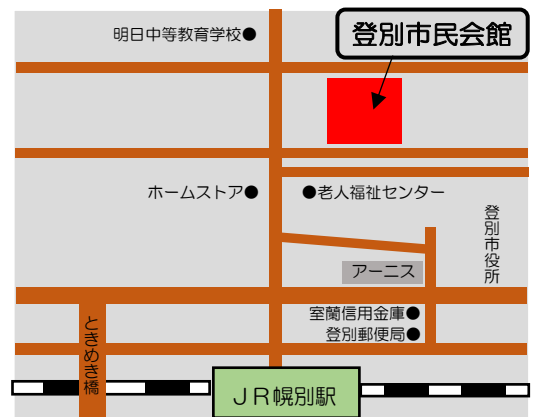 明日中等教育学校●
登別市民会館
ホームストア●
●老人福祉センター
登別市役所
アーニス
室蘭信用金庫●
登別郵便局●
ときめき橋
ＪＲ幌別駅